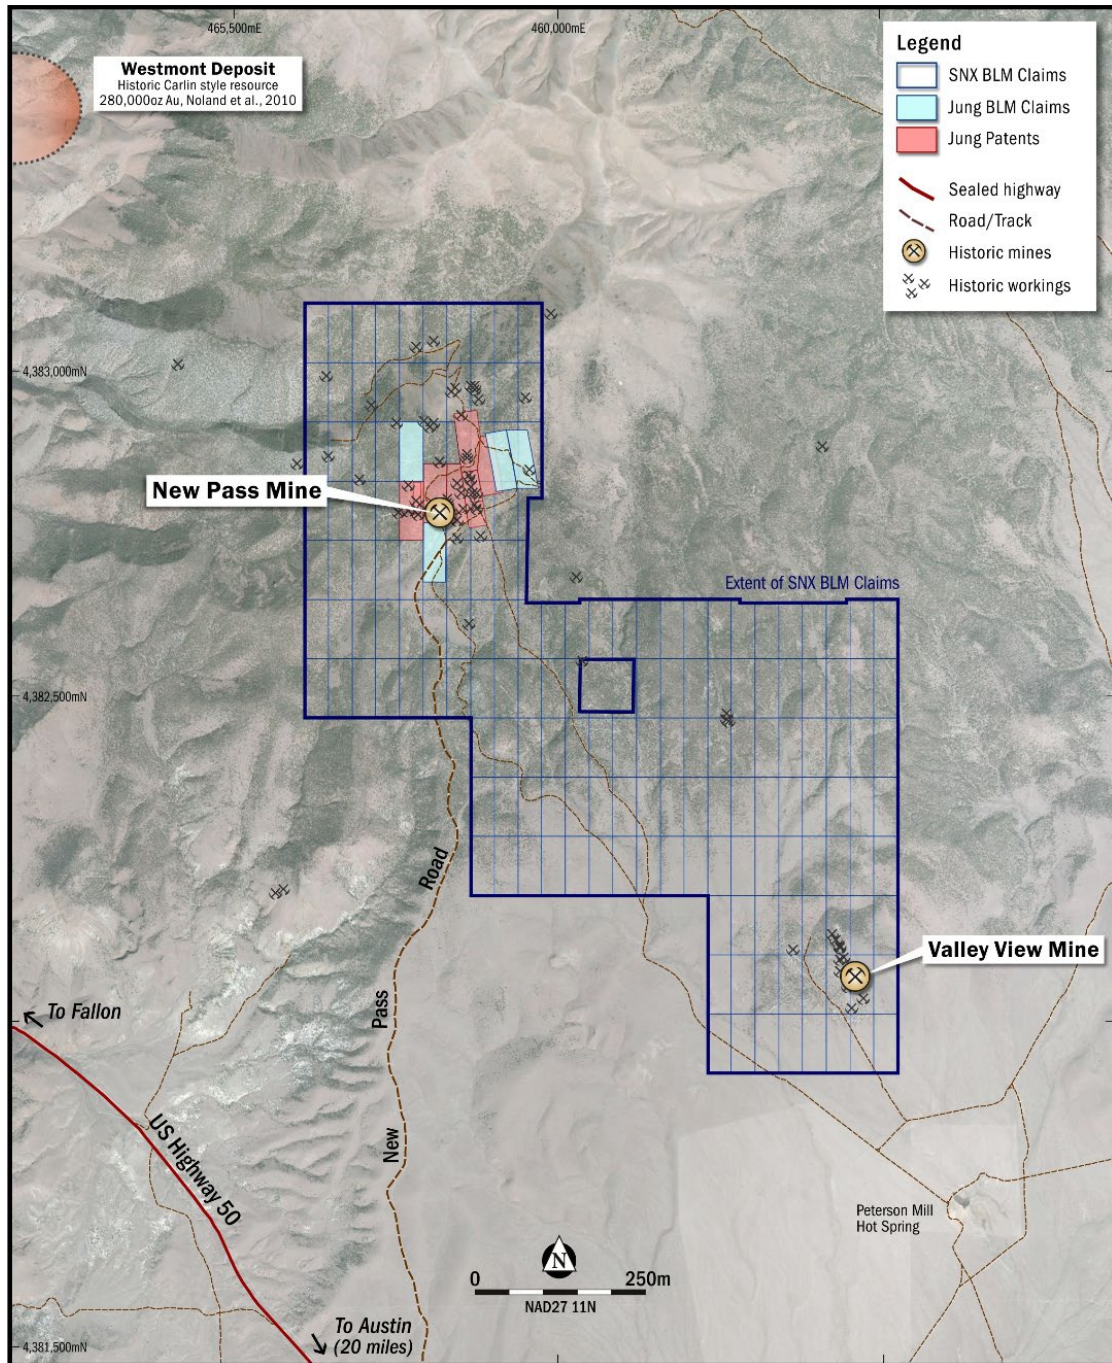 465,500mE
460,000mE
Westmont Deposit
Historic Carlin style resource
280,000oz Au, Noland et al., 2010
Legend
SNX BLM Claims
Jung BLM Claims
Jung Patents
Sealed highway
Road/Track
Historic mines
Historic workings
4,383,000mN
New Pass Mine
Extent of SNX BLM Claims
4,382,500mN
Road
Valley View Mine
To Fallon
Pass
US Highway 50
New
Peterson Mill
Hot Spring
N
0 250m
NAD27 11N
To Austin
(20 miles)
4,381,500mN